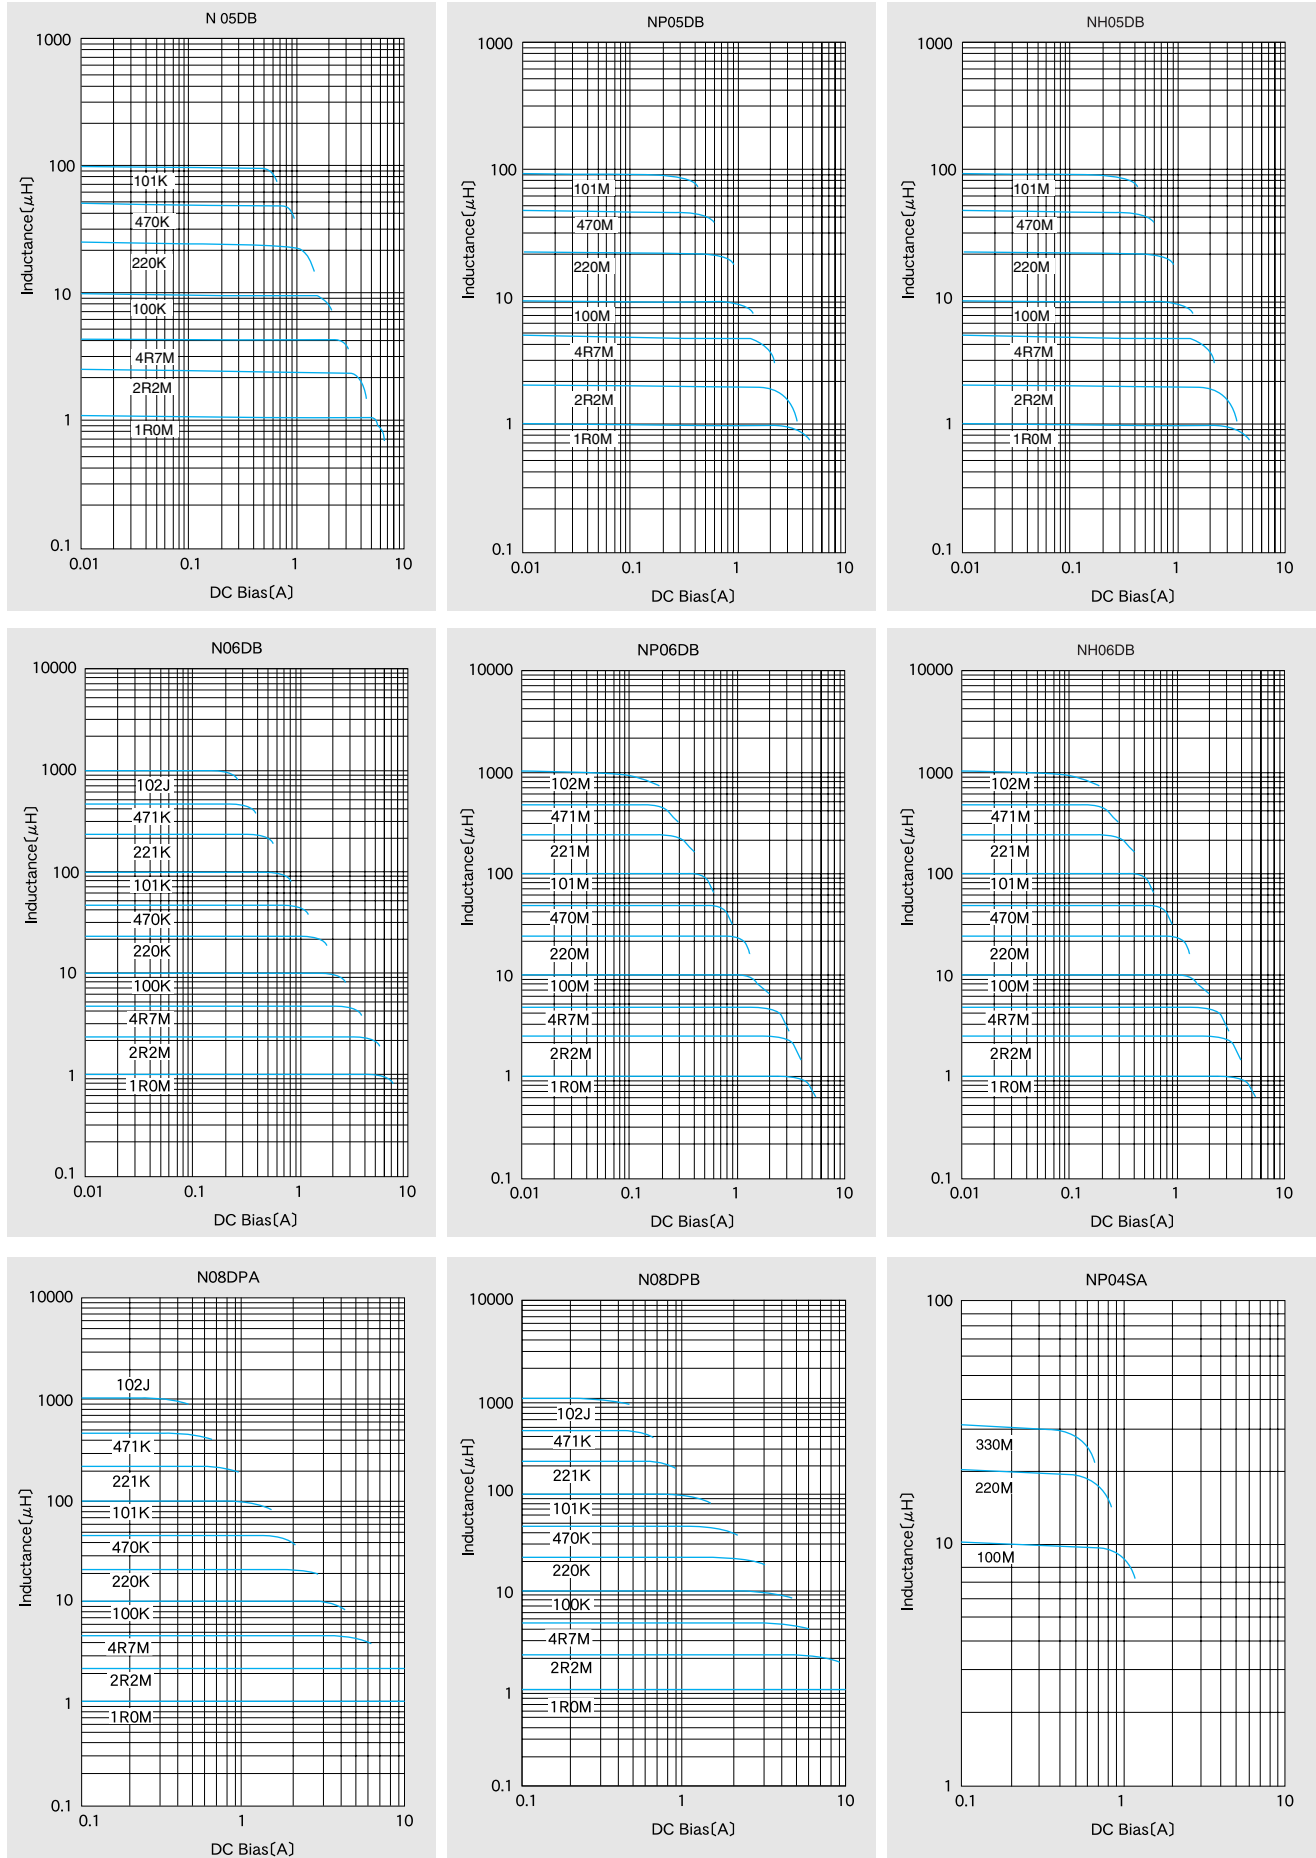 N 05DB
1000
100
10
1
0.1
Inductance〔μH〕
101K
470K
220K
100K
4R7M
2R2M
1R0M
0.01 0.1 1 10
DC Bias〔A〕
NP05DB
1000
100
10
1
0.1
Inductance〔μH〕
101M
470M
220M
100M
4R7M
2R2M
1R0M
0.01 0.1 1 10
DC Bias〔A〕
NH05DB
1000
100
10
1
0.1
Inductance〔μH〕
101M
470M
220M
100M
4R7M
2R2M
1R0M
0.01 0.1 1 10
DC Bias〔A〕
N06DB
10000
1000
100
10
1
0.1
Inductance〔μH〕
102J
471K
221K
101K
470K
220K
100K
4R7M
2R2M
1R0M
0.01 0.1 1 10
DC Bias〔A〕
NP06DB
10000
1000
100
10
1
0.1
Inductance〔μH〕
102M
471M
221M
101M
470M
220M
100M
4R7M
2R2M
1R0M
0.01 0.1 1 10
DC Bias〔A〕
NH06DB
10000
1000
100
10
1
0.1
Inductance〔μH〕
102M
471M
221M
101M
470M
220M
100M
4R7M
2R2M
1R0M
0.01 0.1 1 10
DC Bias〔A〕
N08DPA
10000
1000
100
10
1
0.1
Inductance〔μH〕
102J
471K
221K
101K
470K
220K
100K
4R7M
2R2M
1R0M
0.1 1 10
DC Bias〔A〕
N08DPB
10000
1000
100
10
1
0.1
Inductance〔μH〕
102J
471K
221K
101K
470K
220K
100K
4R7M
2R2M
1R0M
0.1 1 10
DC Bias〔A〕
NP04SA
100
10
1
Inductance〔μH〕
330M
220M
100M
0.1 1 10
DC Bias〔A〕